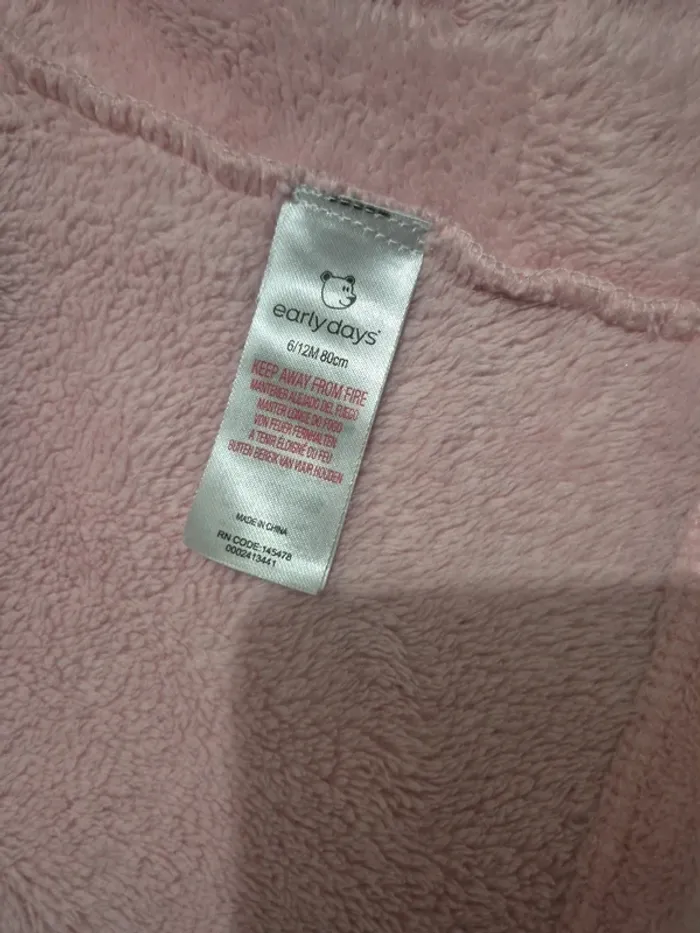 earlydays
6/12M 80cm
KEEP AWAY FROM FIRE
MANTENER ALEJADO DEL FUEGO
MANTER LONGE DO FOGO
VON FEUER FERNHALTEN
A TENIR ÉLOIGNÉ DU FEU
BUITEN BEREIK VAN VUUR HOUDEN
MADE IN CHINA
RN CODE:145478
0002413441